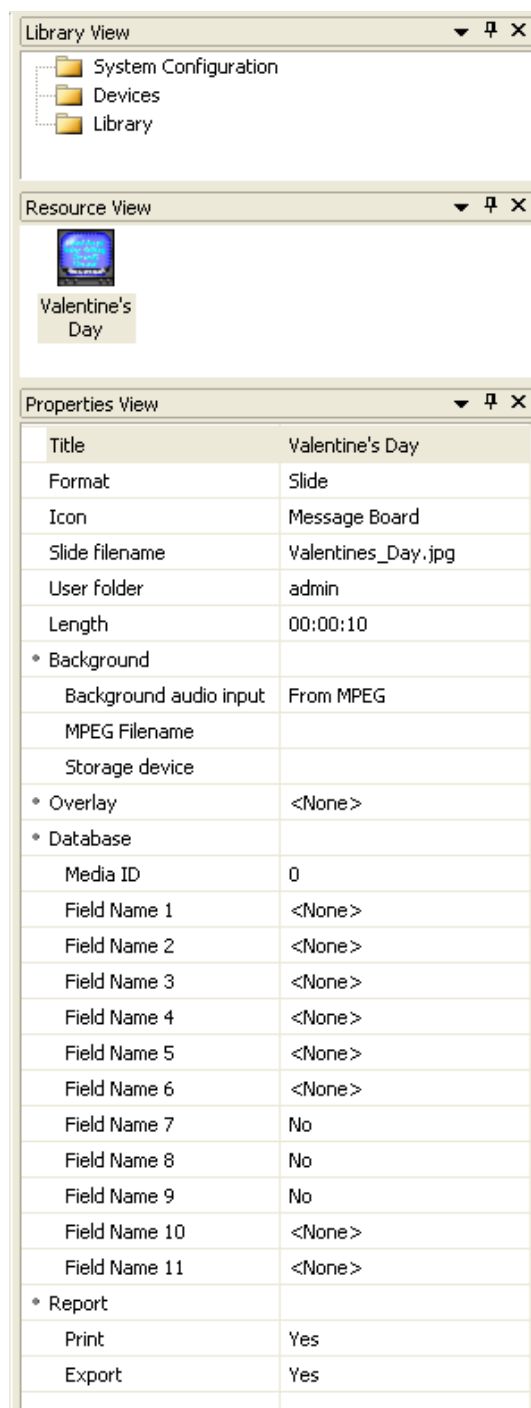 Library View
System Configuration
Devices
Library
Resource View
Valentine's
Day
Properties View
Title Valentine's Day
Format Slide
Icon Message Board
Slide filename Valentines_Day.jpg
User folder admin
Length 00:00:10
Background
Background audio input From MPEG
MPEG Filename
Storage device
Overlay <None>
Database
Media ID 0
Field Name 1 <None>
Field Name 2 <None>
Field Name 3 <None>
Field Name 4 <None>
Field Name 5 <None>
Field Name 6 <None>
Field Name 7 No
Field Name 8 No
Field Name 9 No
Field Name 10 <None>
Field Name 11 <None>
Report
Print Yes
Export Yes